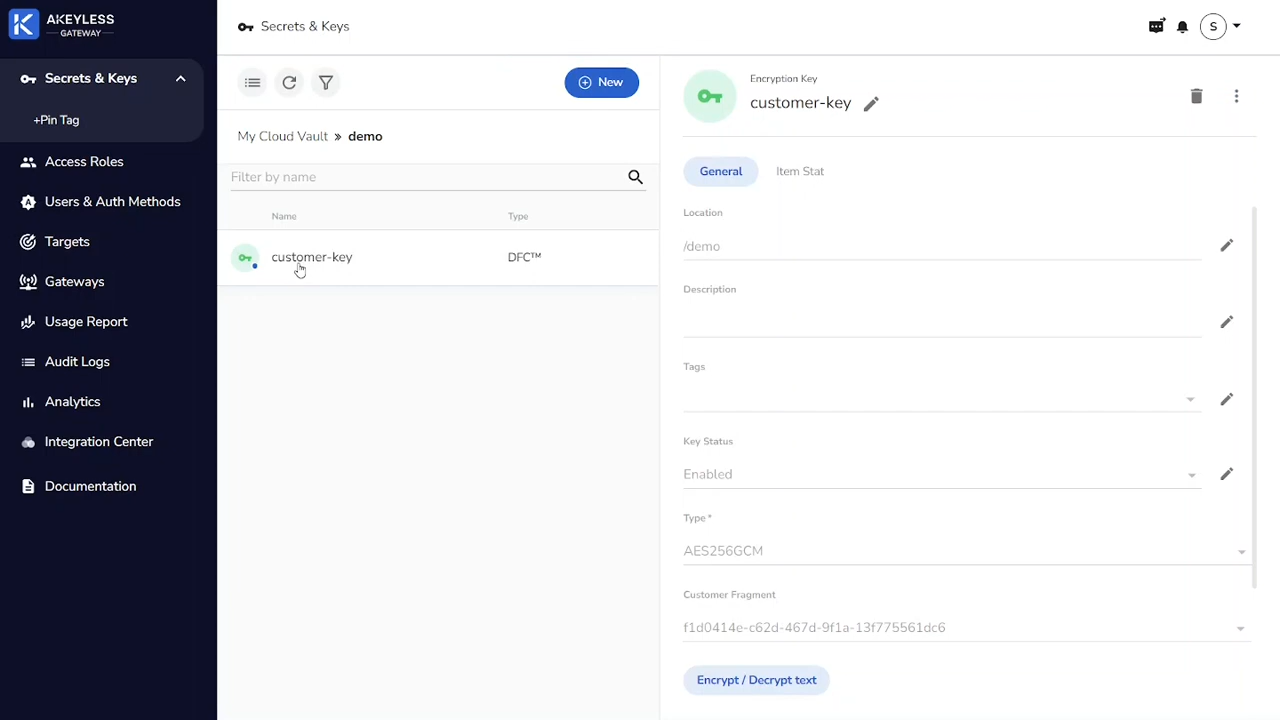 AKEYLESS
GATEWAY
Secrets & Keys
+Pin Tag
Access Roles
Users & Auth Methods
Targets
Gateways
Usage Report
Audit Logs
Analytics
Integration Center
Documentation
Secrets & Keys
S
New
My Cloud Vault » demo
Filter by name
Name Type
customer-key DFC™
Encryption Key
customer-key
General Item Stat
Location
/demo
Description
Tags
Key Status
Enabled
Type *
AES256GCM
Customer Fragment
f1d0414e-c62d-467d-9f1a-13f775561dc6
Encrypt / Decrypt text